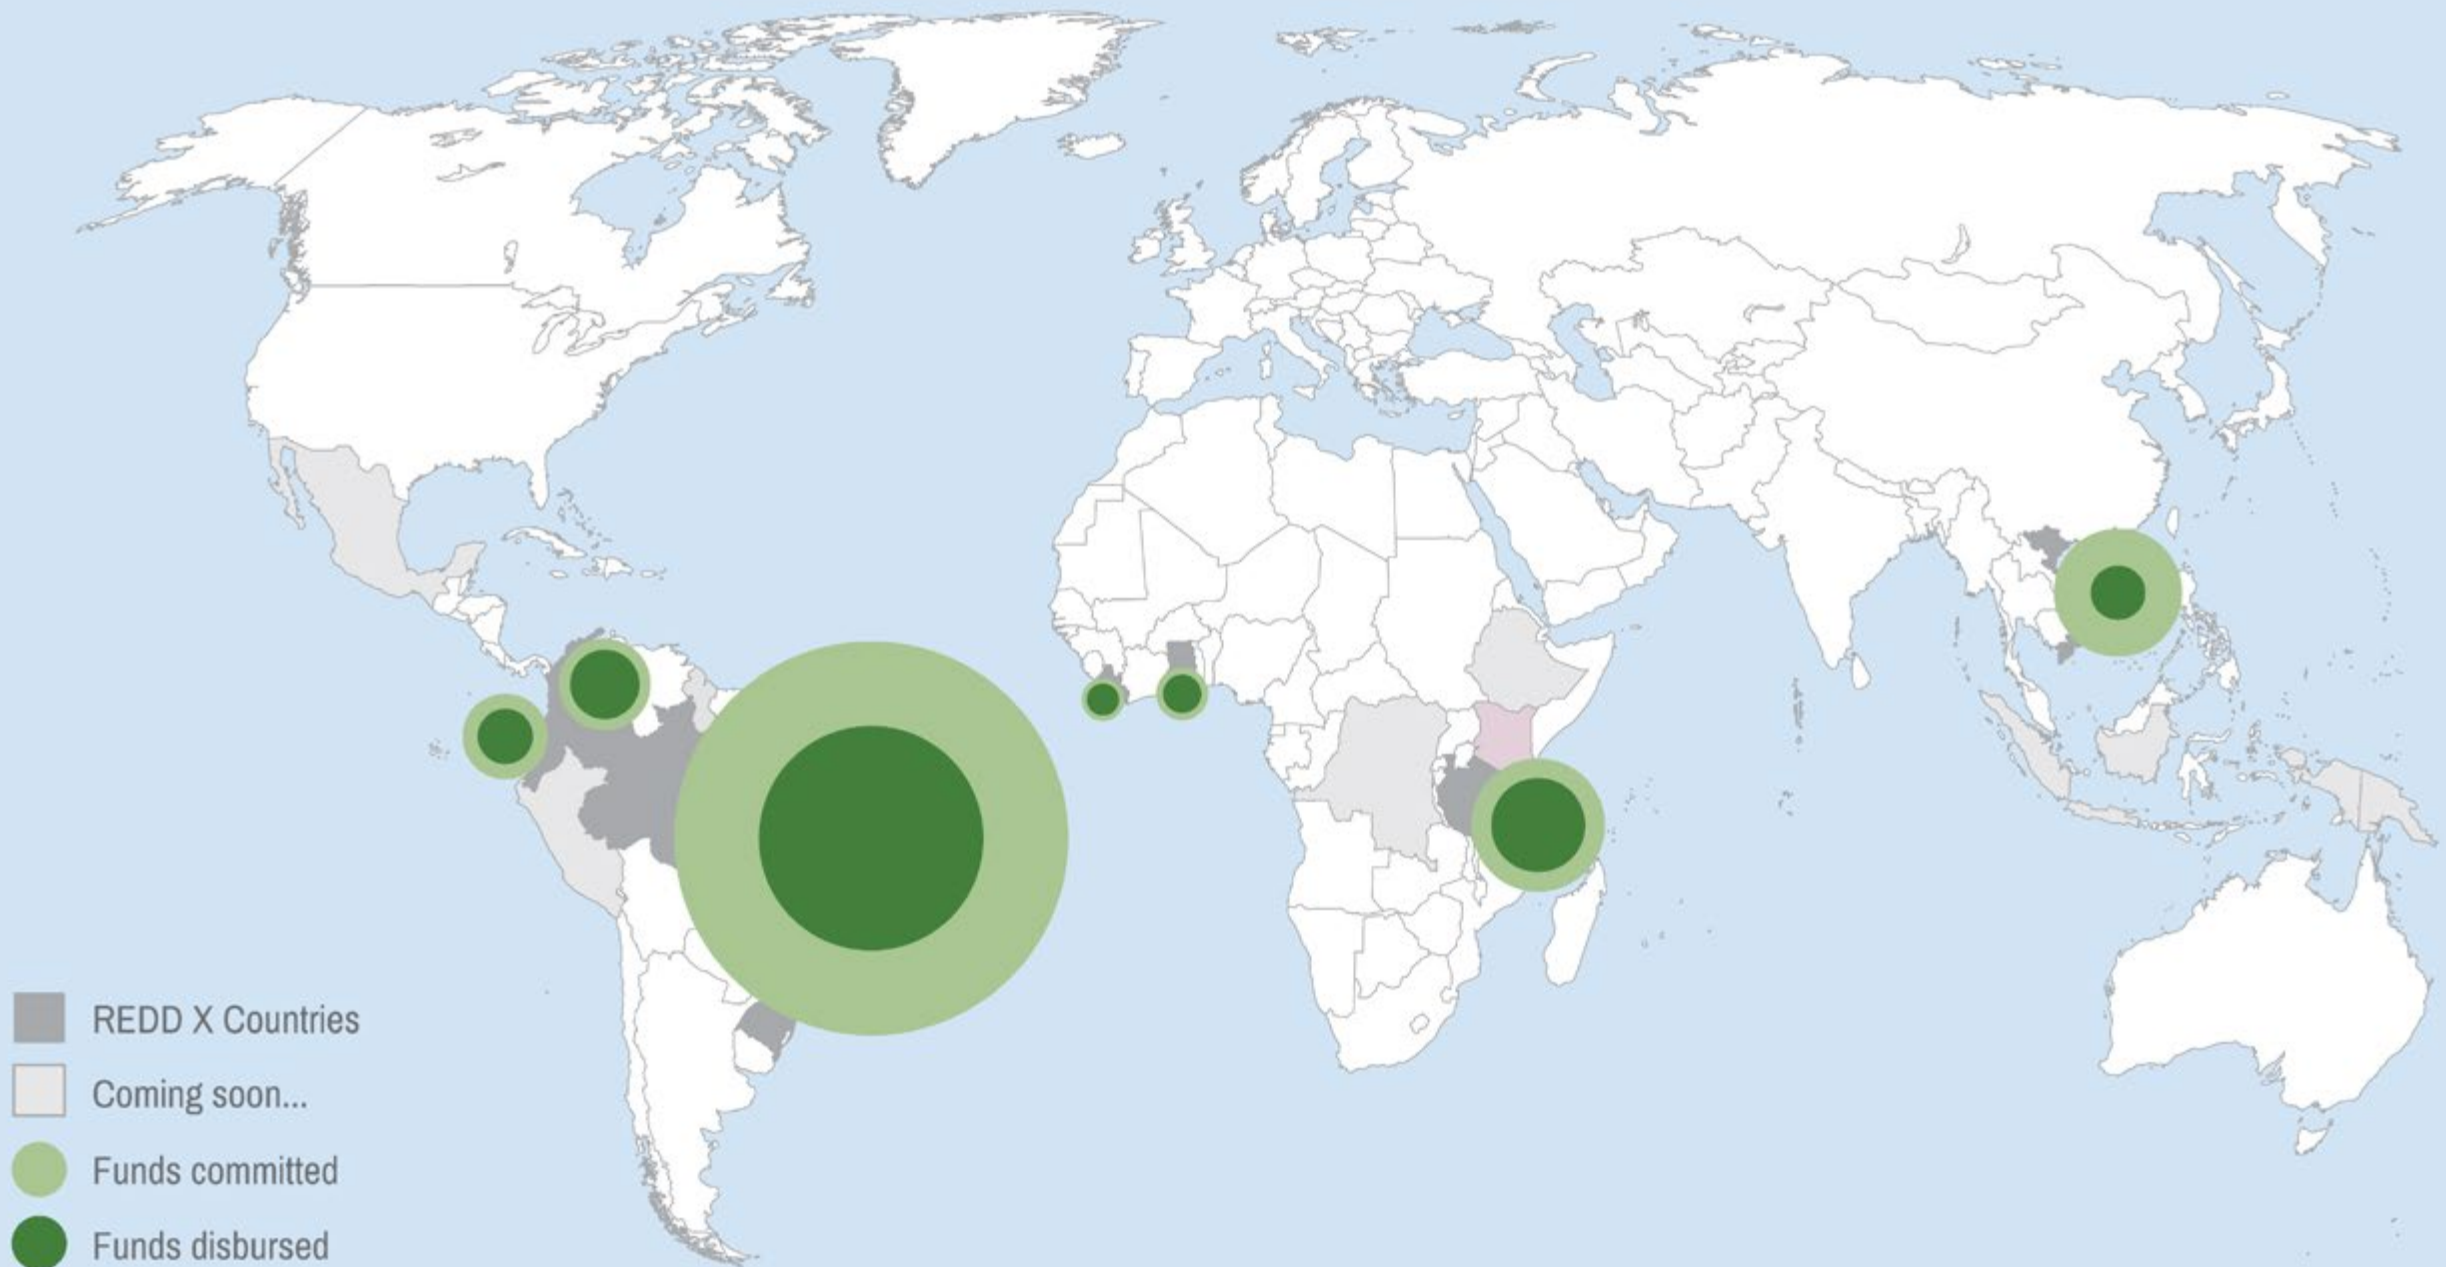 REDD X Countries
Coming soon...
Funds committed
Funds disbursed